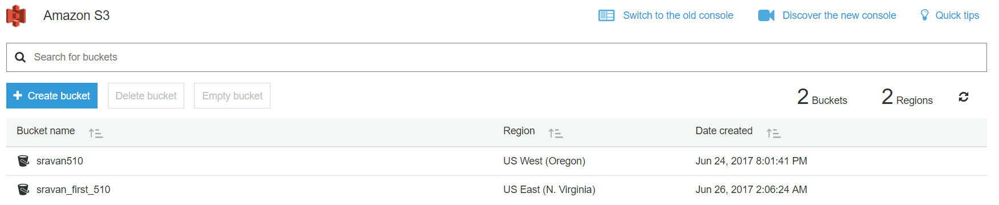 Amazon S3 Switch to the old console Discover the new console Quick tips
Search for buckets
Create bucket Delete bucket Empty bucket 2 Buckets 2 Regions
Bucket name Region Date created
sravan510 US West (Oregon) Jun 24, 2017 8:01:41 PM
sravan_first_510 US East (N. Virginia) Jun 26, 2017 2:06:24 AM